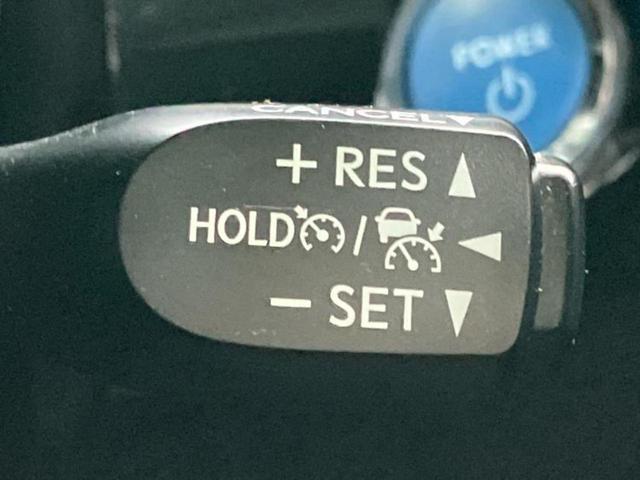 POWER
CANCEL▼
+ RES ▲
HOLD / ◀
− SET ▼